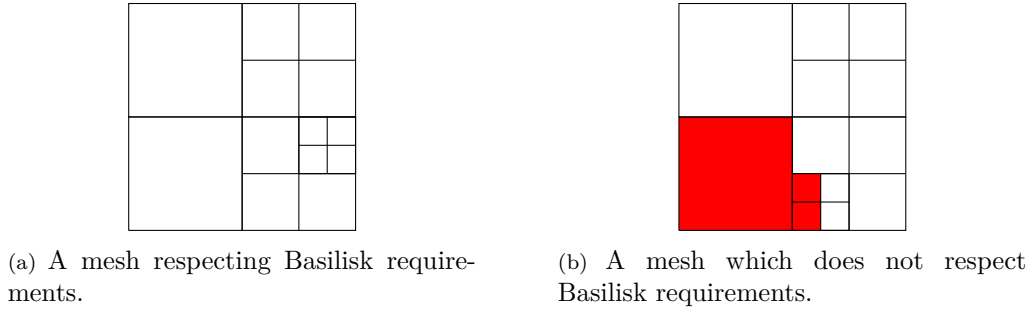 (a) A mesh respecting Basilisk require-
ments.
(b) A mesh which does not respect
Basilisk requirements.